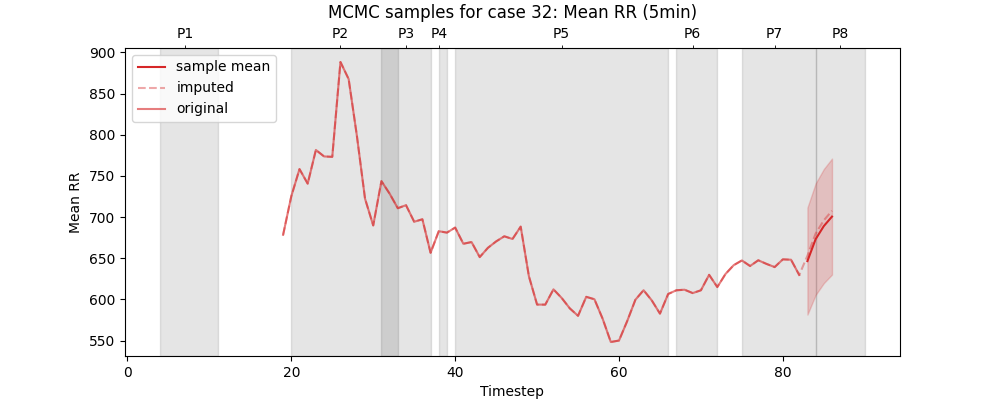 MCMC samples for case 32: Mean RR (5min)
P1 P2 P3 P4 P5 P6 P7 P8
900
850
800
750
700
650
600
550
Mean RR
sample mean
imputed
original
0 20 40 60 80
Timestep